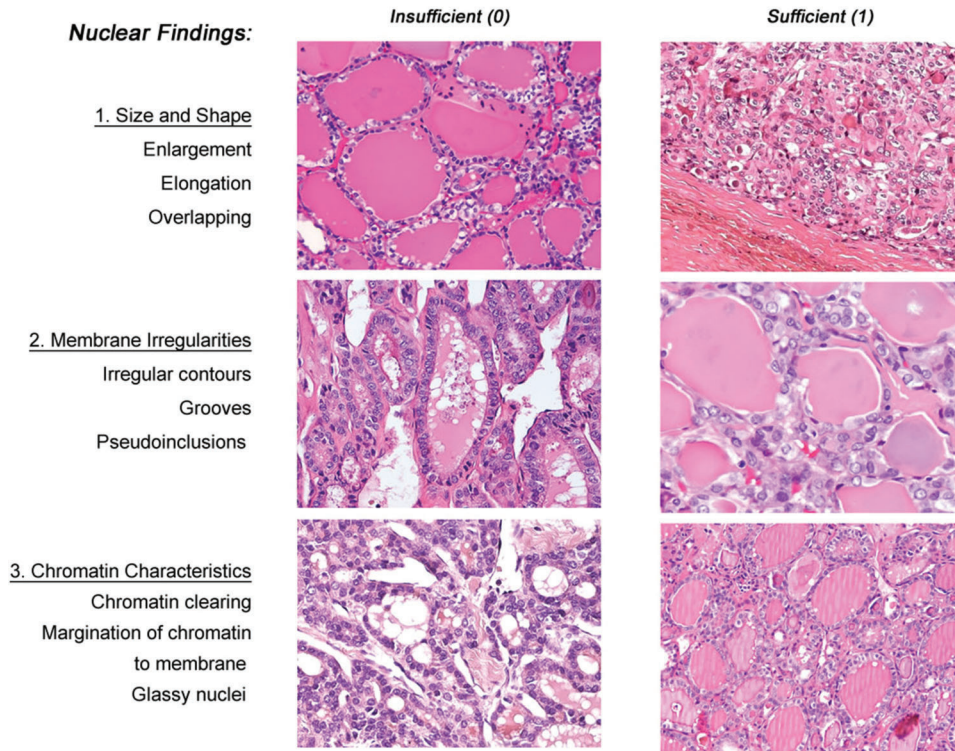 Nuclear Findings:
Insufficient (0)
Sufficient (1)
1. Size and Shape
Enlargement
Elongation
Overlapping
2. Membrane Irregularities
Irregular contours
Grooves
Pseudoinclusions
3. Chromatin Characteristics
Chromatin clearing
Margination of chromatin
to membrane
Glassy nuclei